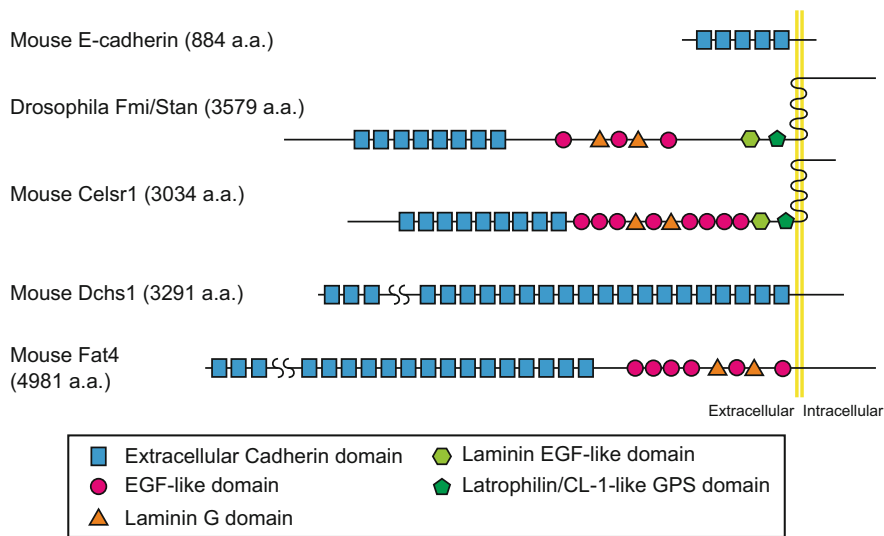 Mouse E-cadherin (884 a.a.)
Drosophila Fmi/Stan (3579 a.a.)
Mouse Celsr1 (3034 a.a.)
Mouse Dchs1 (3291 a.a.)
Mouse Fat4
(4981 a.a.)
Extracellular Intracellular
Extracellular Cadherin domain
EGF-like domain
Laminin G domain
Laminin EGF-like domain
Latrophilin/CL-1-like GPS domain